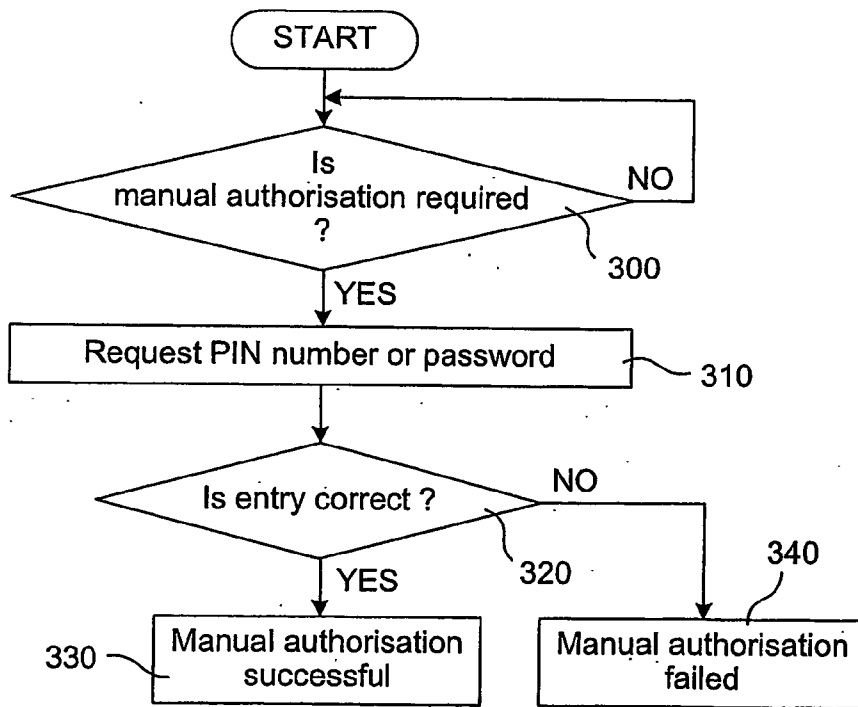 START
Is
manual authorisation required
?
NO
300
YES
Request PIN number or password
310
Is entry correct ?
NO
320
YES
340
330
Manual authorisation
successful
Manual authorisation
failed